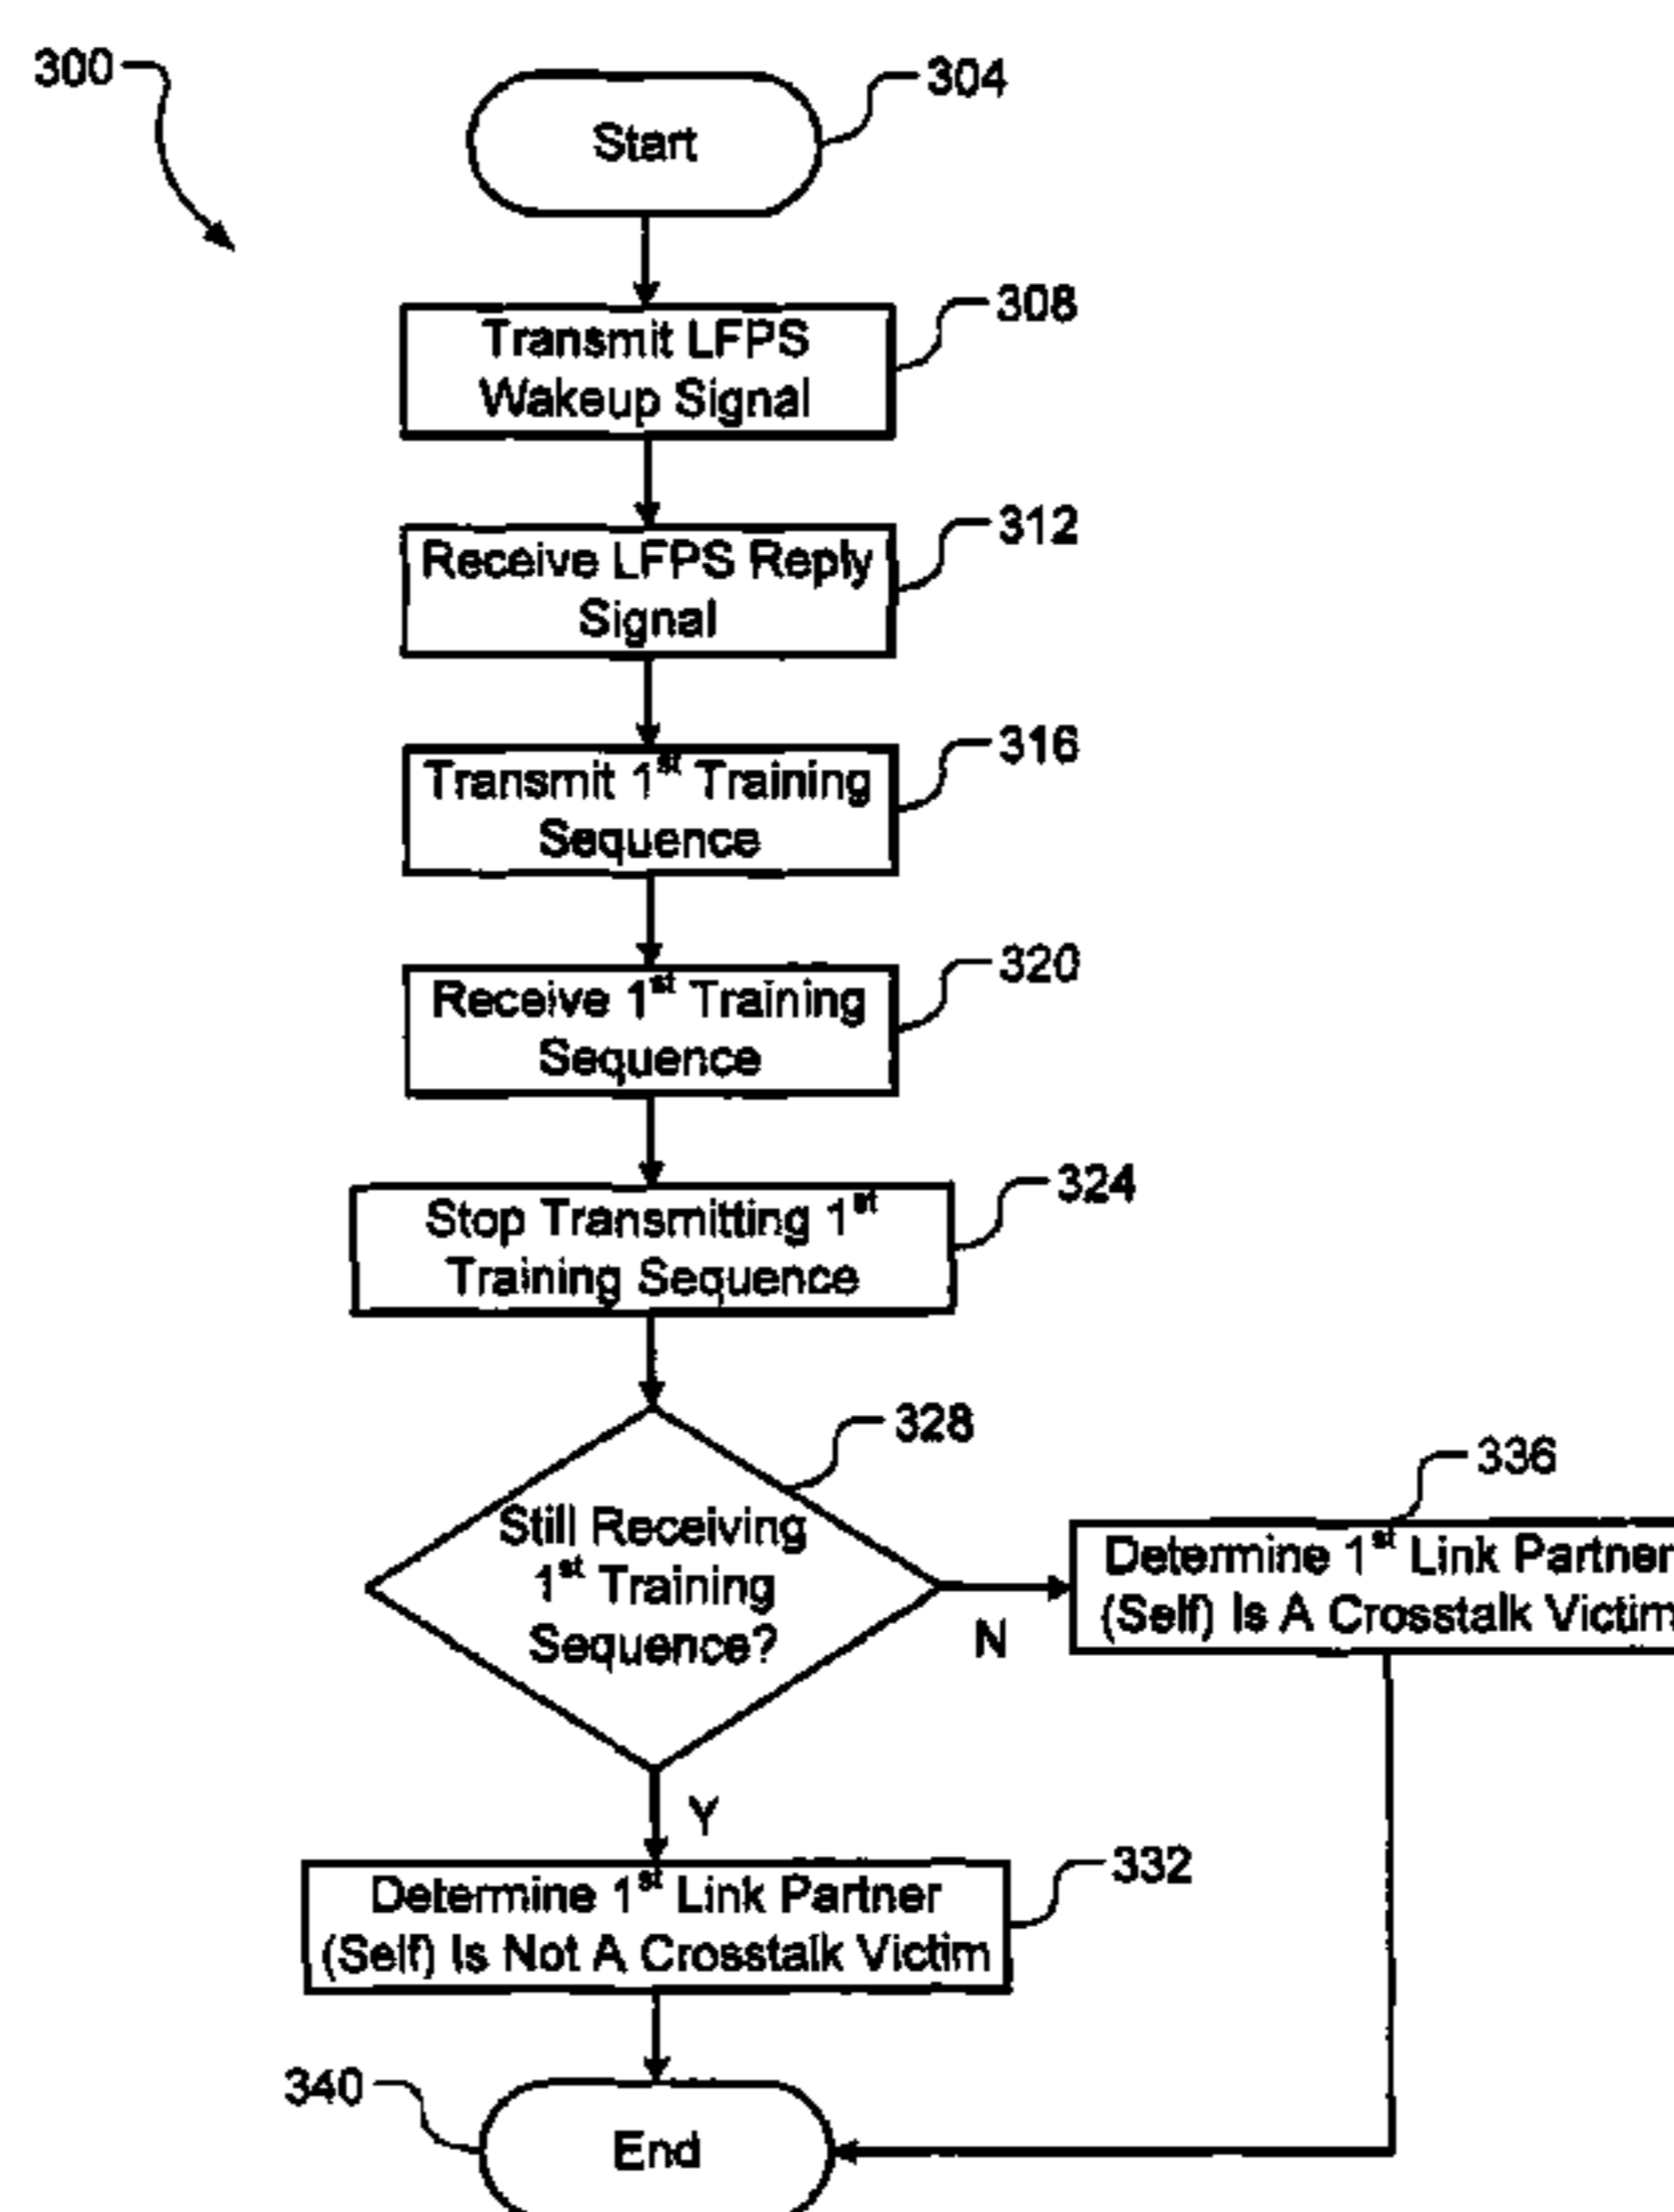 300
304
Start
308
Transmit LFPS
Wakeup Signal
312
Receive LFPS Reply
Signal
316
Transmit 1st Training
Sequence
320
Receive 1st Training
Sequence
324
Stop Transmitting 1st
Training Sequence
328
Still Receiving
1st Training
Sequence?
N
336
Determine 1st Link Partner
(Self) Is A Crosstalk Victim
Y
332
Determine 1st Link Partner
(Self) Is Not A Crosstalk Victim
340
End